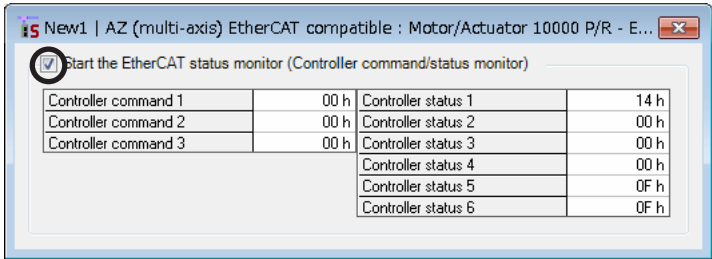 New1 | AZ (multi-axis) EtherCAT compatible : Motor/Actuator 10000 P/R - E...
Start the EtherCAT status monitor (Controller command/status monitor)
Controller command 1 00 h Controller status 1 14 h
Controller command 2 00 h Controller status 2 00 h
Controller command 3 00 h Controller status 3 00 h
Controller status 4 00 h
Controller status 5 0F h
Controller status 6 0F h